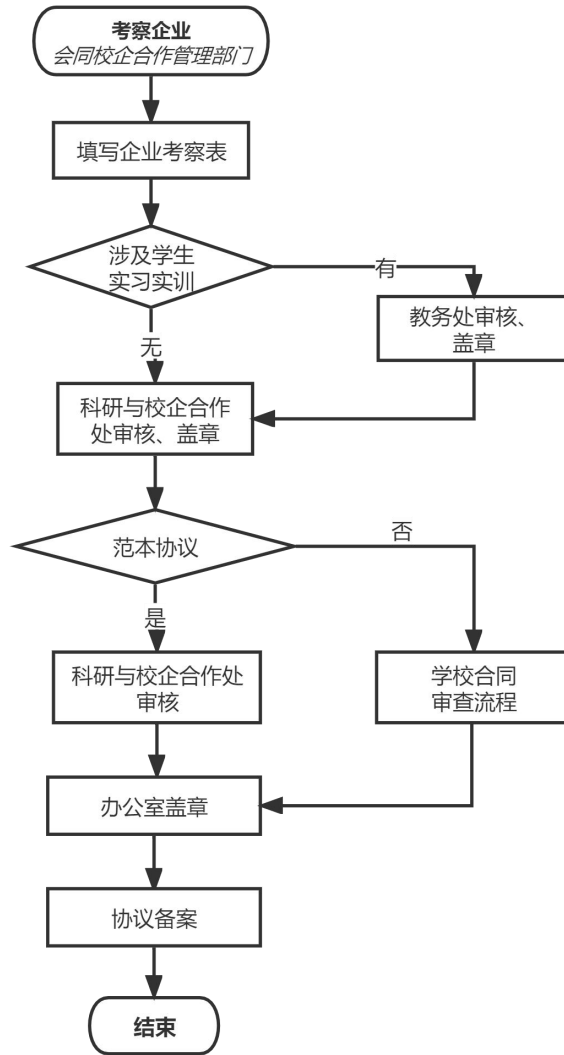 考察企业
会同校企合作管理部门
填写企业考察表
涉及学生
实习实训
有
教务处审核、
盖章
无
科研与校企合作
处审核、盖章
范本协议
否
是
科研与校企合作处
审核
学校合同
审查流程
办公室盖章
协议备案
结束